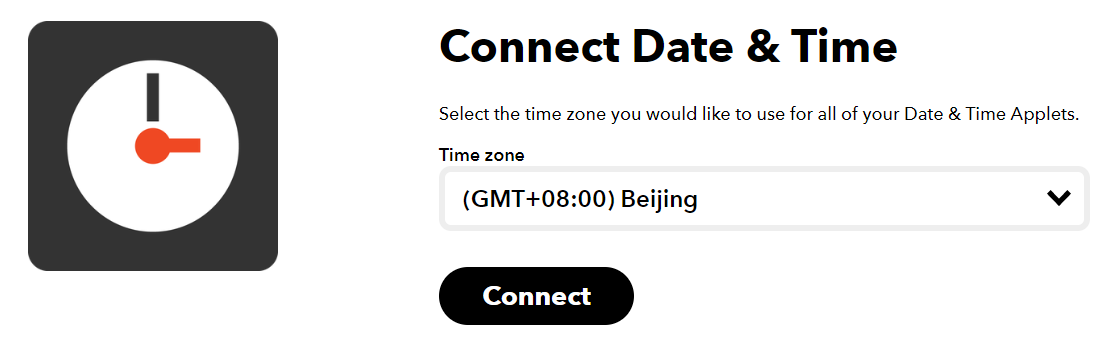 Connect Date & Time
Select the time zone you would like to use for all of your Date & Time Applets.
Time zone
(GMT+08:00) Beijing
Connect